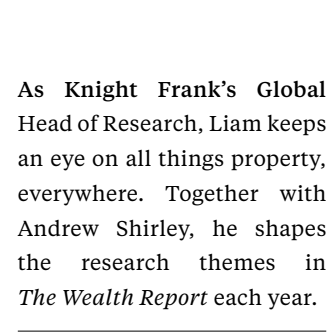 As Knight Frank’s Global
Head of Research, Liam keeps
an eye on all things property,
everywhere. Together with
Andrew Shirley, he shapes
the research themes in
The Wealth Report each year.